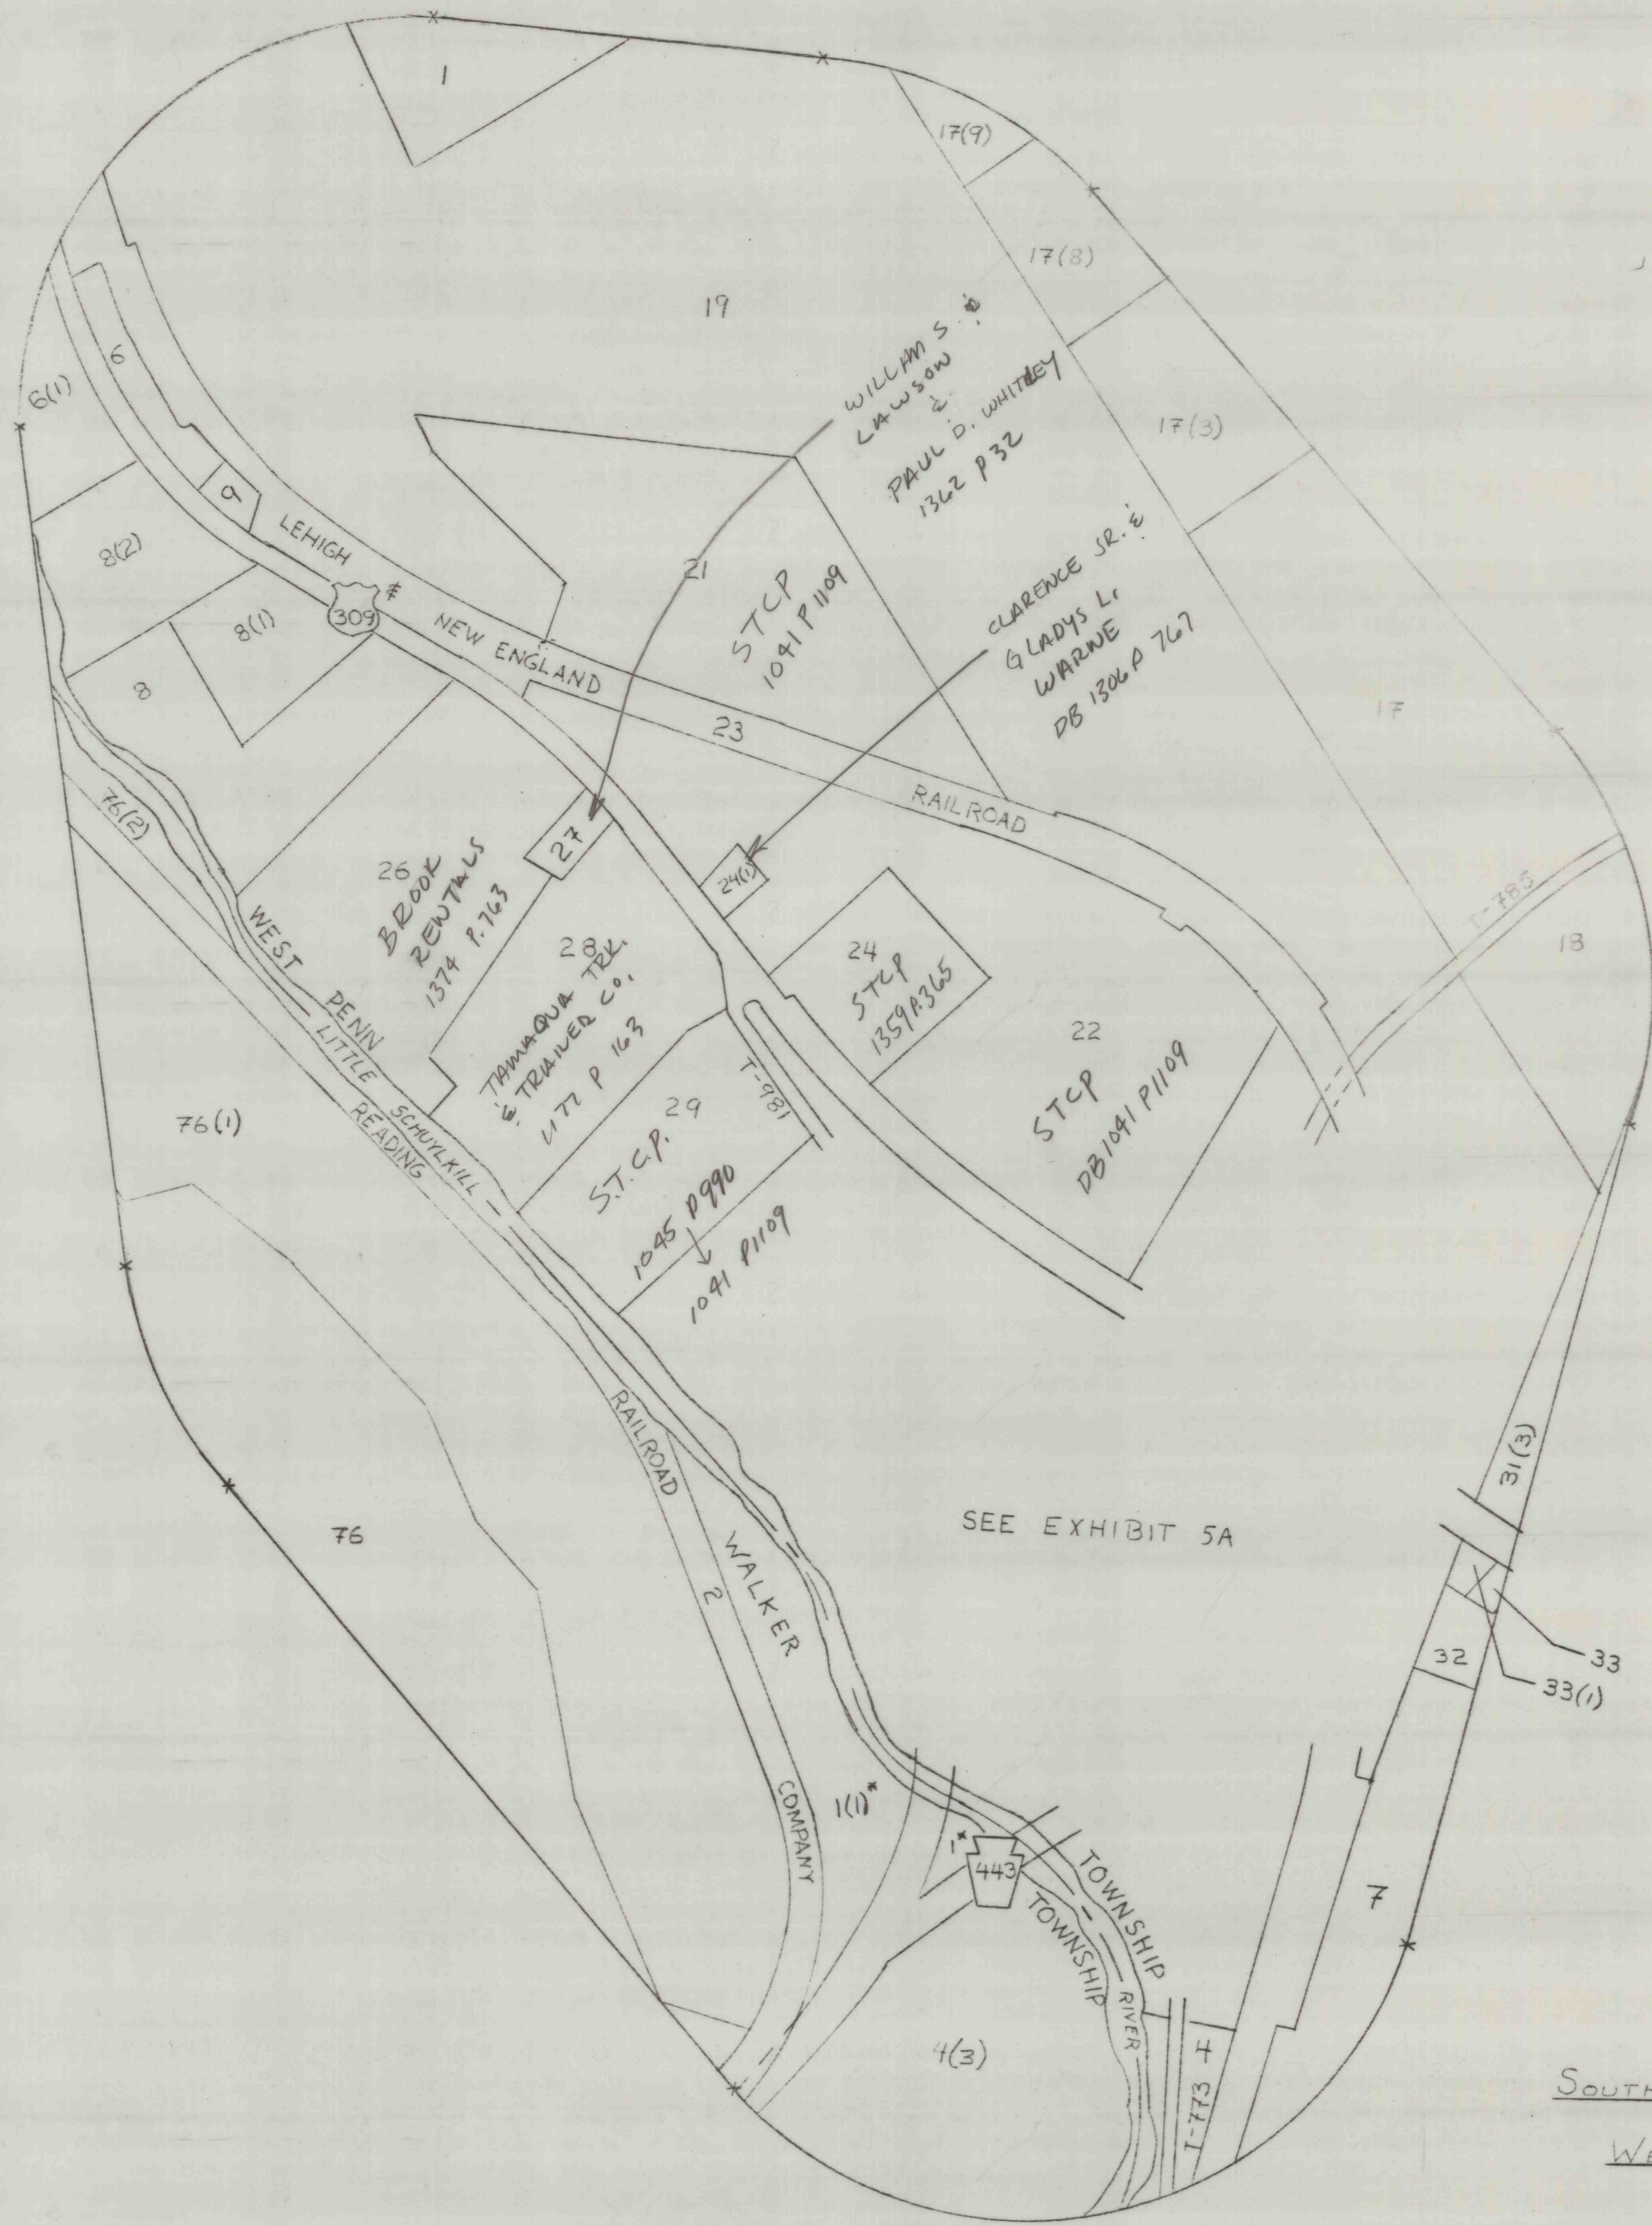 1
17(9)
17(8)
19
6
6(1)
WILLIAM S. &
LAWSON
&
PAUL D. WHITLEY
1362 P 32
17(3)
9
LEHIGH
8(2)
309
8(1)
NEW ENGLAND
8
21
STCP
1041 P 1109
CLARENCE SR. &
GLADYS L.
WARNE
DB 1306 P 767
17
23
RAILROAD
76(2)
26
BROOK
RENTALS
1374 P. 763
27
24(1)
T-785
18
WEST
PENN
LITTLE
SCHUYLKILL
READING
28
TAMAQUA TRK.
& TRAILER CO.
1177 P 163
24
STCP
1359 P. 365
22
STCP
DB 1041 P1109
76(1)
T-981
29
S.T.C.P.
1045 P990
1041 P1109
RAILROAD
31(3)
76
SEE EXHIBIT 5A
WALKER
2
32
33
33(1)
COMPANY
1(1)*
1*
443
TOWNSHIP
TOWNSHIP
RIVER
7
4(3)
T-773
SOUTH